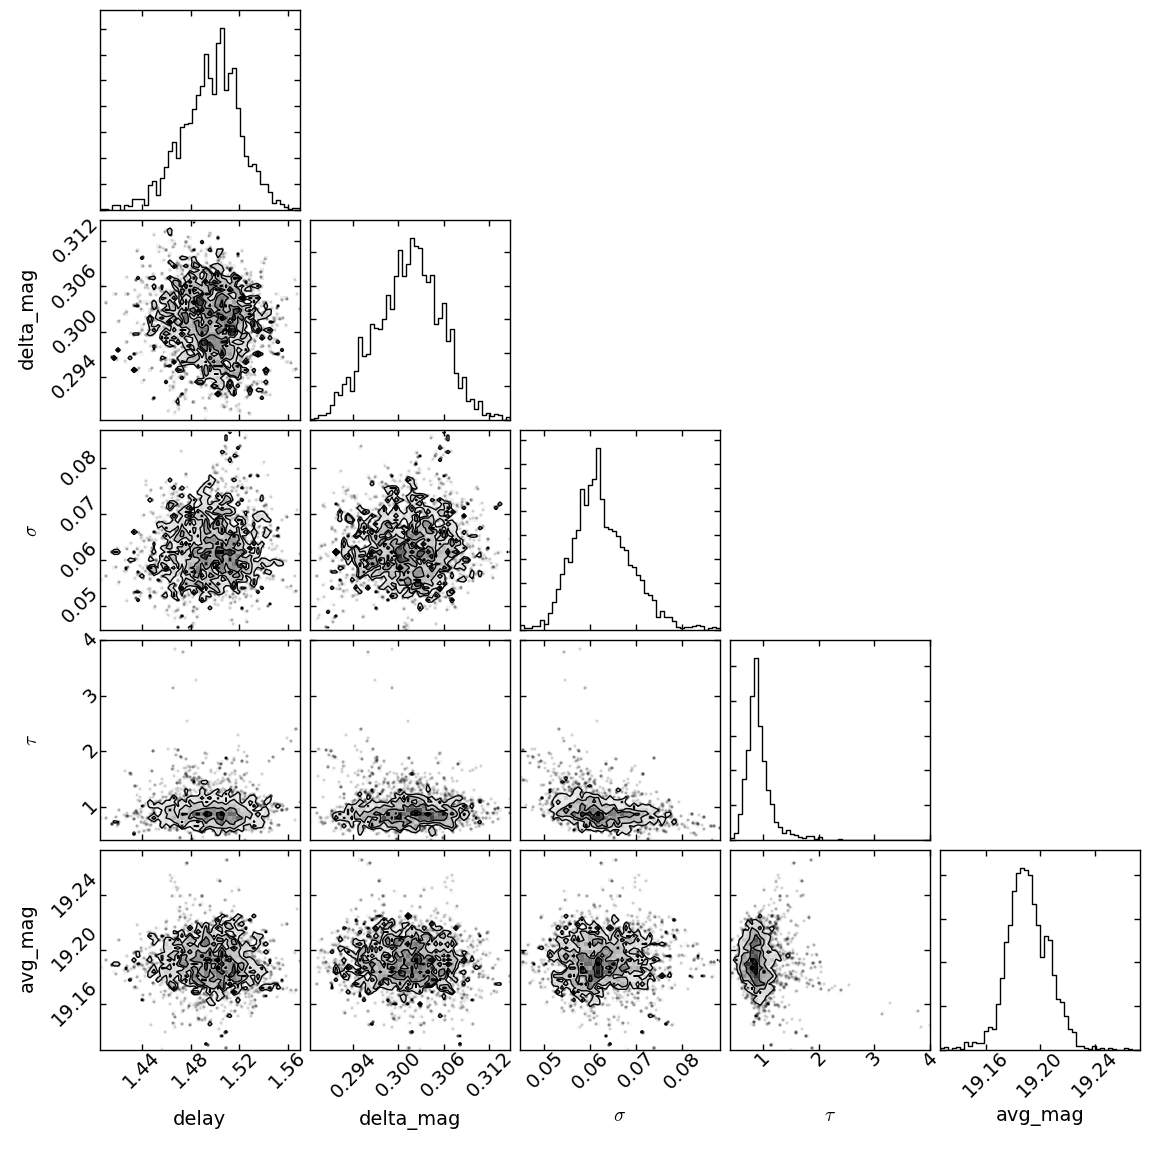 0.312
0.306
0.300
0.294
delta_mag
0.08
0.07
0.06
0.05
σ
4
3
2
1
τ
19.24
19.20
19.16
avg_mag
1.44 1.48 1.52 1.56
delay
0.294 0.300 0.306 0.312
delta_mag
0.05 0.06 0.07 0.08
σ
1 2 3 4
τ
19.16 19.20 19.24
avg_mag